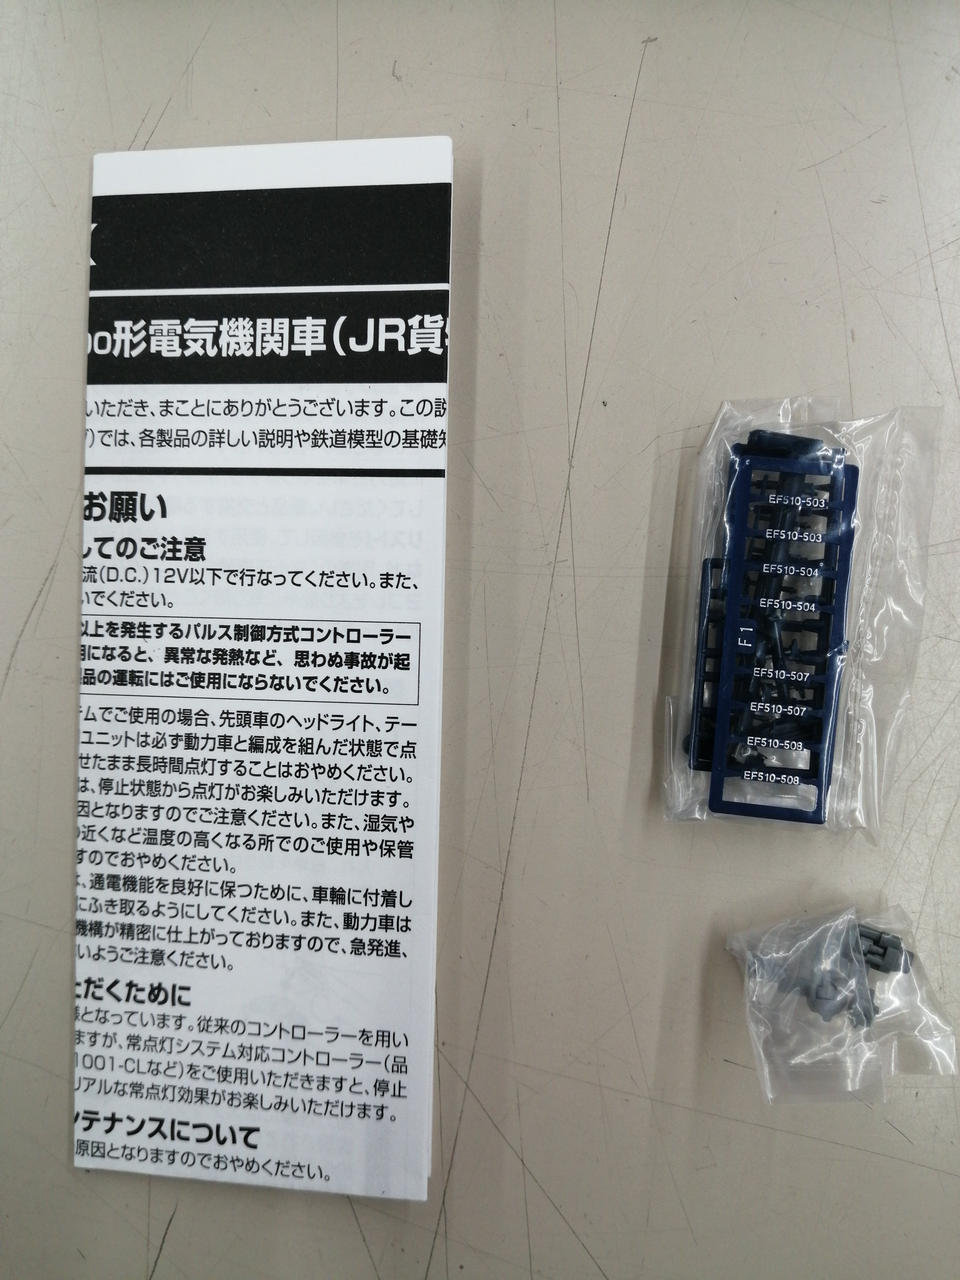 形電気機関車(JR貨
いただき、まことにありがとうございます。この説
)では、各製品の詳しい説明や鉄道模型の基礎知
お願い
してのご注意
流(D.C.)12V以下で行なってください。また、
いでください。
以上を発生するパルス制御方式コントローラー
用になると、異常な発熱など、思わぬ事故が起
品の運転にはご使用にならないでください。
テムでご使用の場合、先頭車のヘッドライト、テー
ユニットは必ず動力車と編成を組んだ状態で点
せたまま長時間点灯することはおやめください。
は、停止状態から点灯がお楽しみいただけます。
因となりますのでご注意ください。また、湿気や
近くなど温度の高くなる所でのご使用や保管
すのでおやめください。
は、通電機能を良好に保つために、車輪に付着し
にふき取るようにしてください。また、動力車は
機構が精密に仕上がっておりますので、急発進、
いようご注意ください。
ただくために
様となっています。従来のコントローラーを用い
ますが、常点灯システム対応コントローラー(品
1001-CLなど)をご使用いただきますと、停止
リアルな常点灯効果がお楽しみいただけます。
ンテナンスについて
原因となりますのでおやめください。
EF510-503
EF510-503
EF510-504
EF510-504
F1
EF510-507
EF510-507
EF510-508
EF510-508